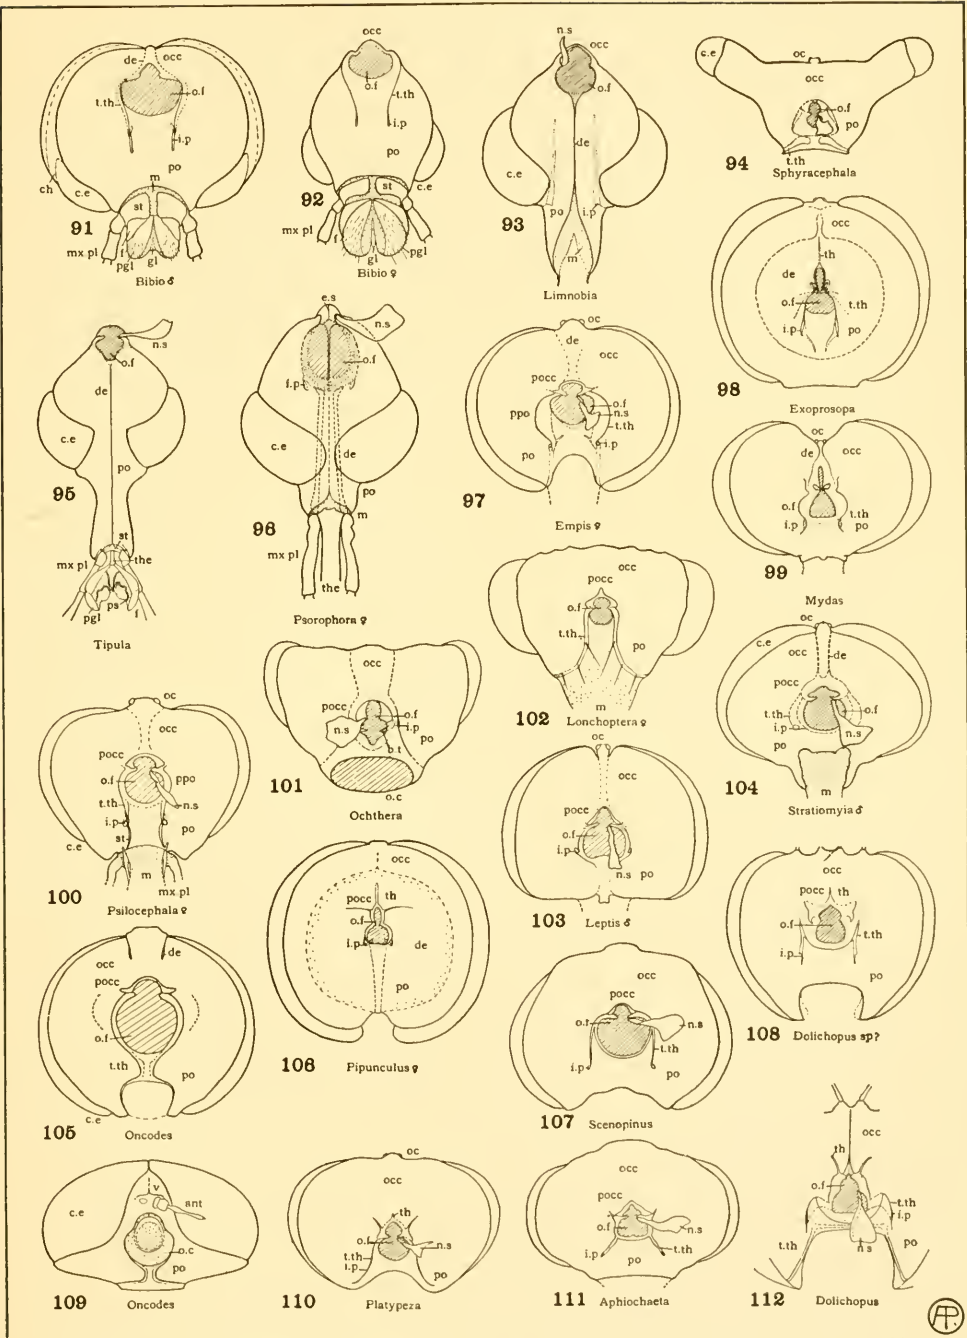 occ
de
o.f
t.th
i.p
po
m
ch
c.e
st
91
mx pl
f
pgl
gl
Bibio ♂
occ
o.f
t.th
i.p
po
92
st
c.e
mx pl
f
gl
pgl
Bibio ♀
n.s
occ
o.f
de
c.e
po
i.p
93
m
Limnobia
c.e
oc
occ
o.f
po
94
t.th
Sphyracephala
n.s
o.f
de
c.e
po
95
st
mx pl
the
ps
pgl
f
Tipula
e.s
n.s
o.f
i.p
c.e
de
po
96
m
mx pl
the
Psorophora ♀
oc
de
occ
pocc
o.f
ppo
n.s
t.th
i.p
po
97
Empis ♀
occ
th
de
o.f
t.th
i.p
po
98
Exoprosopa
oc
de
occ
o.f
t.th
i.p
po
99
Mydas
oc
occ
pocc
o.f
ppo
t.th
n.s
i.p
po
st
c.e
m
100
mx pl
Psilocephala ♀
occ
pocc
o.f
i.p
n.s
po
b t
101
o.c
Ochthera
occ
pocc
o.f
t.th
po
m
102
Lonchoptera ♀
oc
occ
pocc
o.f
i.p
n.s
po
103
Leptis ♂
oc
c.e
occ
de
pocc
t.th
o.f
i.p
n.s
po
104
m
Stratiomyia ♂
de
occ
pocc
o.f
t.th
po
c.e
105
Oncodes
occ
pocc
th
o.f
i.p
de
po
106
Pipunculus ♀
occ
pocc
o.f
n.s
t.th
i.p
po
107
Scenopinus
occ
pocc
th
o.f
t.th
i.p
po
108
Dolichopus sp?
v
ant
c.e
o.c
po
109
Oncodes
oc
occ
th
o.f
n.s
t.th
i.p
po
110
Platypeza
occ
pocc
o.f
n.s
i.p
t.th
po
111
Aphiochaeta
occ
th
o.f
t.th
i.p
t.th
n s
po
112
Dolichopus
AP.